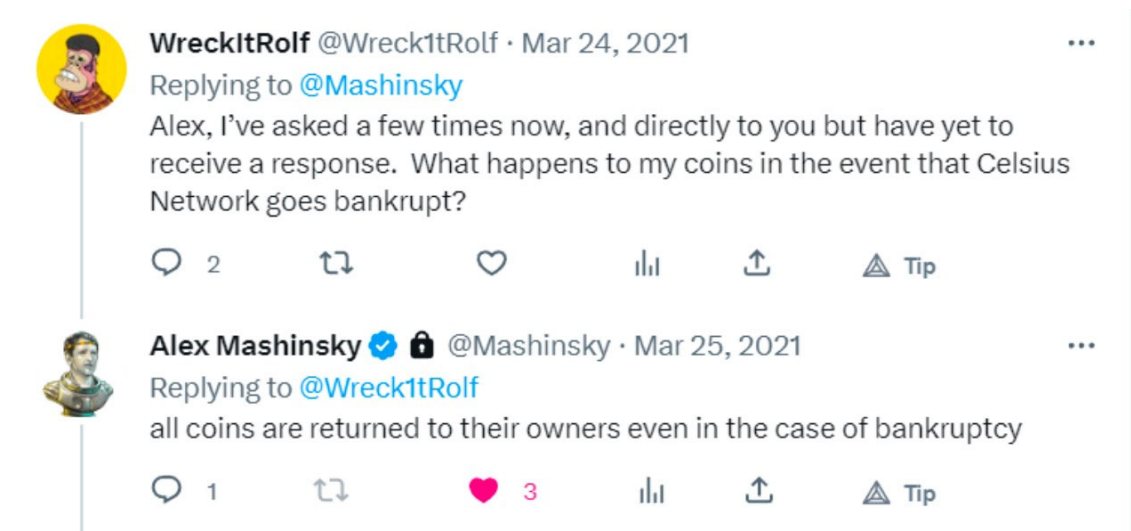 WreckItRolf @Wreck1tRolf · Mar 24, 2021
Replying to @Mashinsky
Alex, I’ve asked a few times now, and directly to you but have yet to
receive a response.  What happens to my coins in the event that Celsius
Network goes bankrupt?
2 Tip
Alex Mashinsky @Mashinsky · Mar 25, 2021
Replying to @Wreck1tRolf
all coins are returned to their owners even in the case of bankruptcy
1 3 Tip